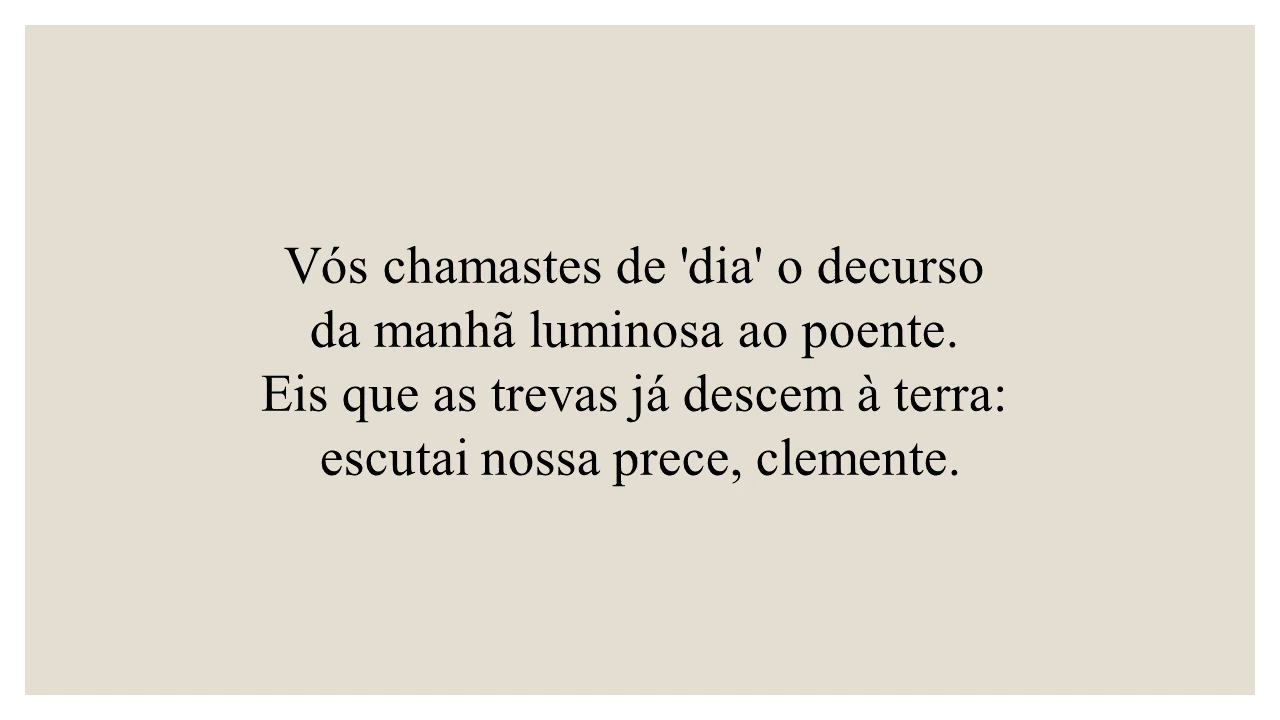 Vós chamastes de 'dia' o decurso
da manhã luminosa ao poente.
Eis que as trevas já descem à terra:
escutai nossa prece, clemente.